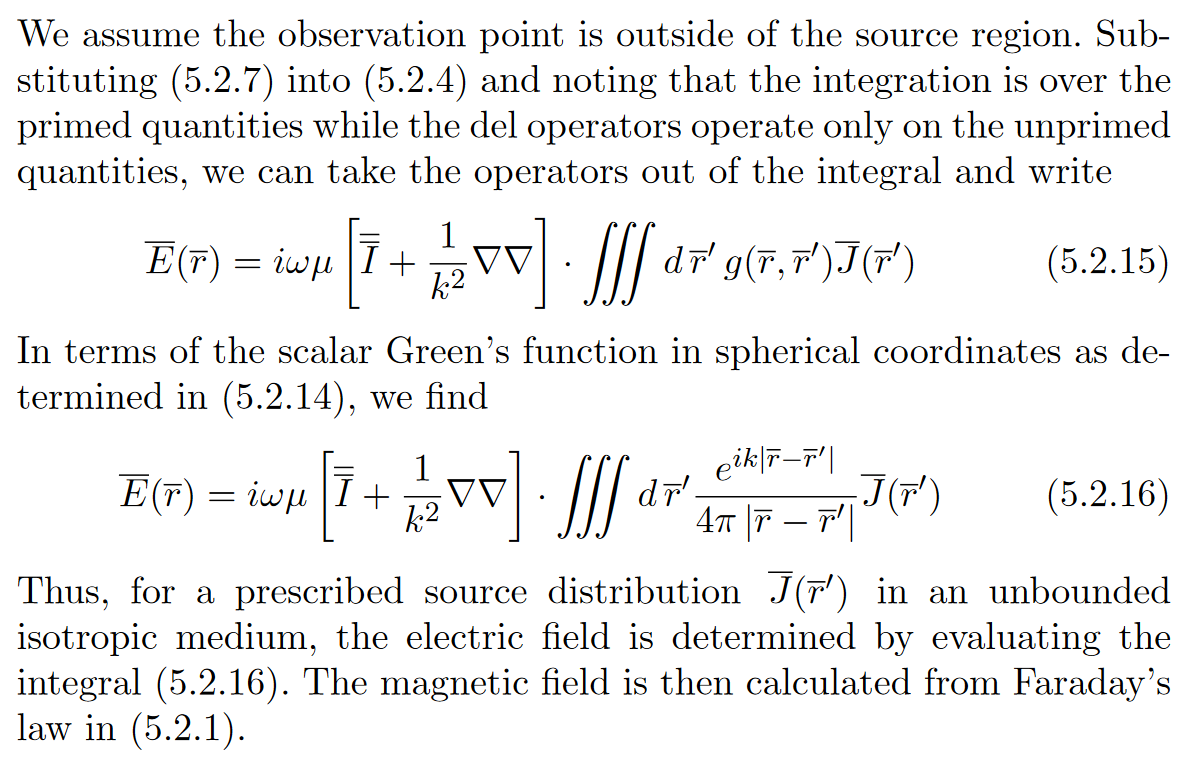 We assume the observation point is outside of the source region. Sub-
stituting (5.2.7) into (5.2.4) and noting that the integration is over the
primed quantities while the del operators operate only on the unprimed
quantities, we can take the operators out of the integral and write
$\overline{E}(\overline{r}) = i\omega\mu \left[ \overline{\overline{I}} + \frac{1}{k^2} \nabla\nabla \right] \cdot \iiint d\overline{r}' \, g(\overline{r}, \overline{r}') \overline{J}(\overline{r}')$ (5.2.15)
In terms of the scalar Green's function in spherical coordinates as de-
termined in (5.2.14), we find
$\overline{E}(\overline{r}) = i\omega\mu \left[ \overline{\overline{I}} + \frac{1}{k^2} \nabla\nabla \right] \cdot \iiint d\overline{r}' \frac{e^{ik|\overline{r}-\overline{r}'|}}{4\pi \, |\overline{r} - \overline{r}'|} \overline{J}(\overline{r}')$ (5.2.16)
Thus, for a prescribed source distribution $\overline{J}(\overline{r}')$ in an unbounded
isotropic medium, the electric field is determined by evaluating the
integral (5.2.16). The magnetic field is then calculated from Faraday's
law in (5.2.1).